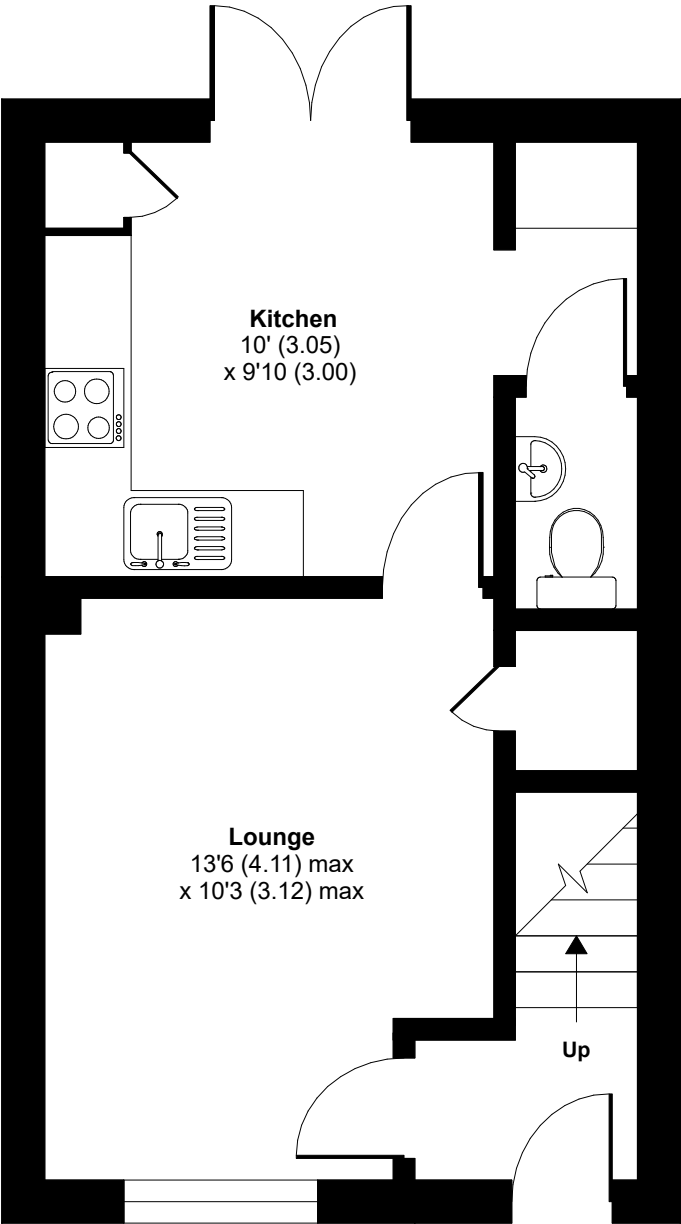 Kitchen
10' (3.05)
x 9'10 (3.00)
Lounge
13'6 (4.11) max
x 10'3 (3.12) max
Up